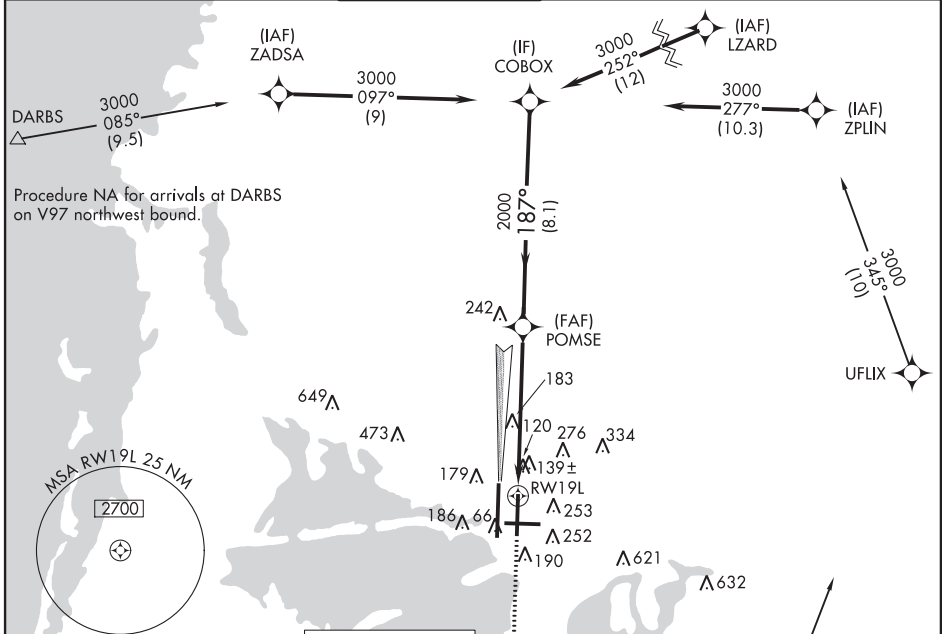 (IAF)
ZADSA
(IF)
COBOX
(IAF)
LZARD
3000
252°
(12)
3000
097°
(9)
3000
277°
(10.3)
(IAF)
ZPLIN
DARBS
3000
085°
(9.5)
Procedure NA for arrivals at DARBS
on V97 northwest bound.
2000
187°
(8.1)
3000
345°
(10)
242
(FAF)
POMSE
UFLIX
183
649
473
120
276
334
179
139±
RW19L
MSA RW19L 25 NM
2700
186
66
253
252
190
621
632